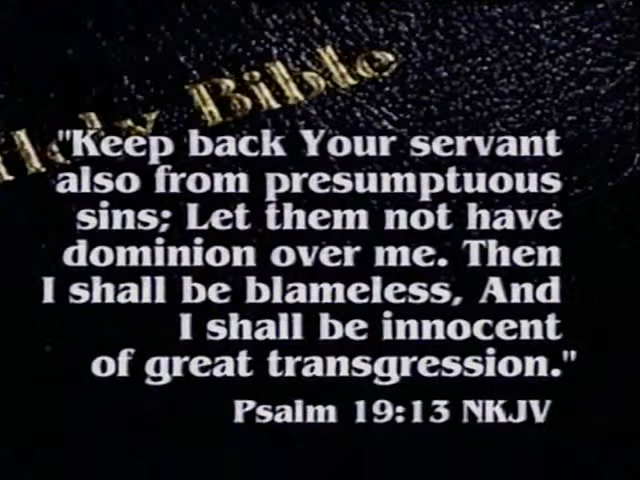 Holy Bible
"Keep back Your servant
also from presumptuous
sins; Let them not have
dominion over me. Then
I shall be blameless, And
I shall be innocent
of great transgression."
Psalm 19:13 NKJV